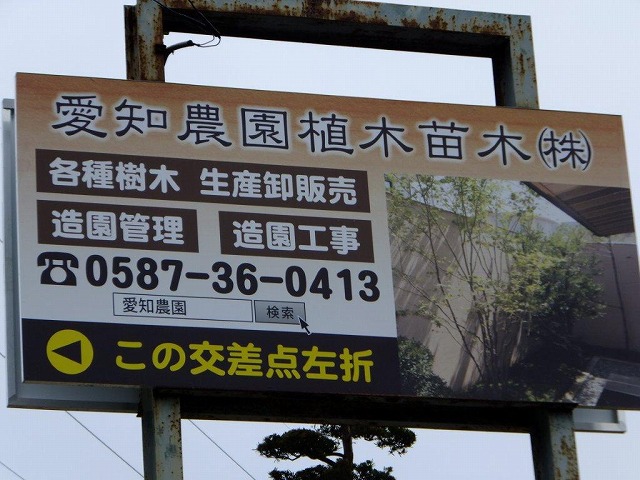 愛知農園植木苗木㈱
各種樹木 生産卸販売
造園管理 造園工事
☎0587-36-0413
愛知農園 検索
この交差点左折